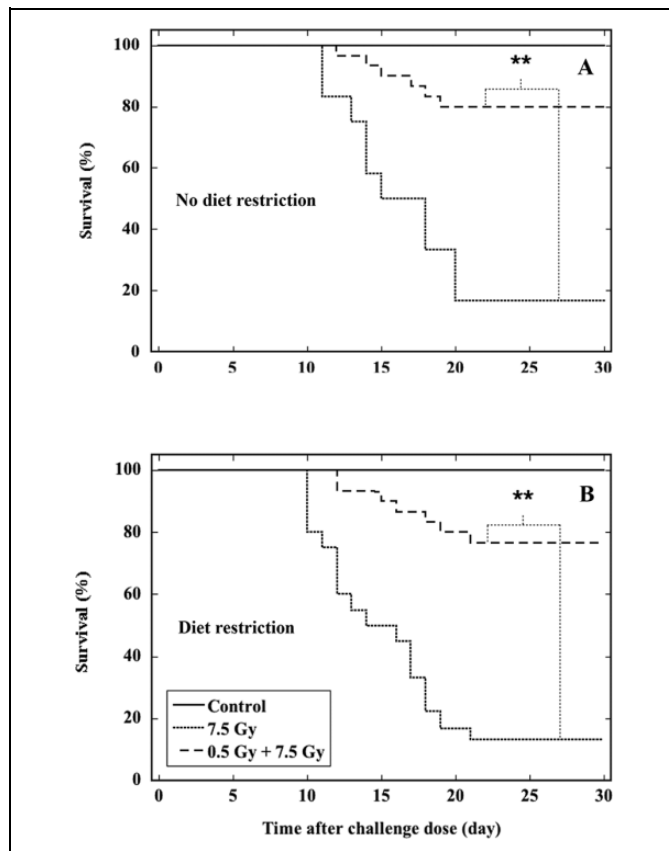 100
80
60
40
20
0
Survival (%)
No diet restriction
**
A
0 5 10 15 20 25 30
100
80
60
40
20
0
Survival (%)
Diet restriction
**
B
Control
7.5 Gy
0.5 Gy + 7.5 Gy
0 5 10 15 20 25 30
Time after challenge dose (day)